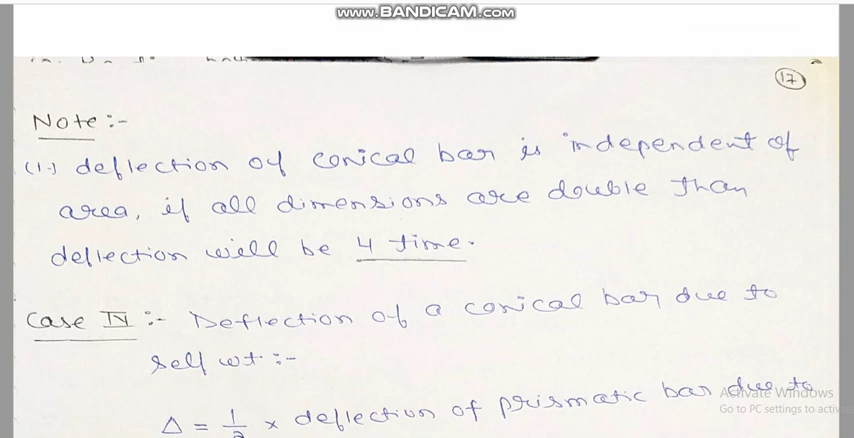 www.BANDICAM.com
17
Note :-
(1.) deflection of conical bar is independent of
area, if all dimensions are double than
deflection will be 4 time.
Case IV :- Deflection of a conical bar due to
self wt :-
Δ = 1/3 × deflection of prismatic bar due to
Activate Windows
Go to PC settings to activat